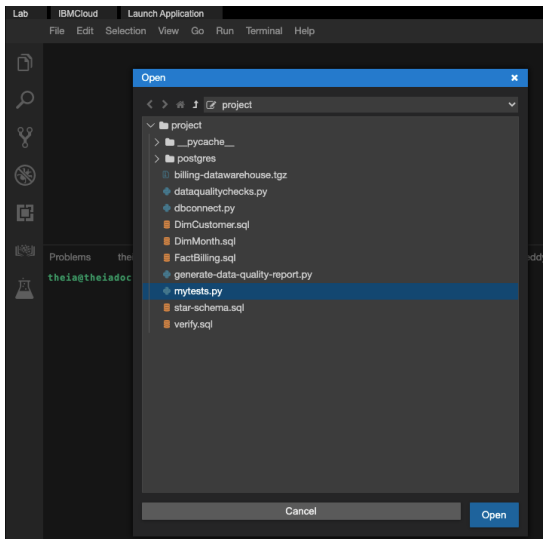 Lab IBMCloud Launch Application
File Edit Selection View Go Run Terminal Help
Open
project
project
__pycache__
postgres
billing-datawarehouse.tgz
dataqualitychecks.py
dbconnect.py
DimCustomer.sql
DimMonth.sql
FactBilling.sql
generate-data-quality-report.py
mytests.py
star-schema.sql
verify.sql
Problems
theia@theiadoc
Cancel
Open